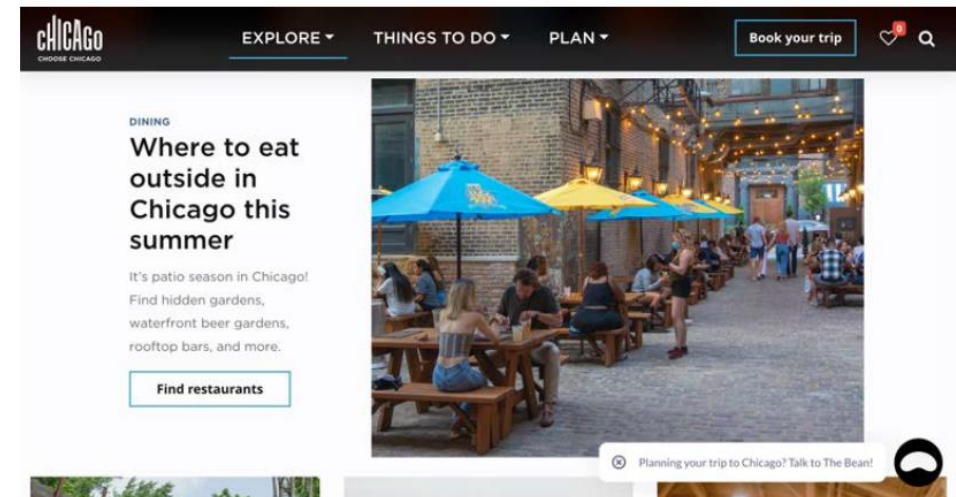 cHICAGo
CHOOSE CHICAGO
EXPLORE
THINGS TO DO
PLAN
Book your trip
0
DINING
Where to eat
outside in
Chicago this
summer
It's patio season in Chicago!
Find hidden gardens,
waterfront beer gardens,
rooftop bars, and more.
Find restaurants
Planning your trip to Chicago? Talk to The Bean!